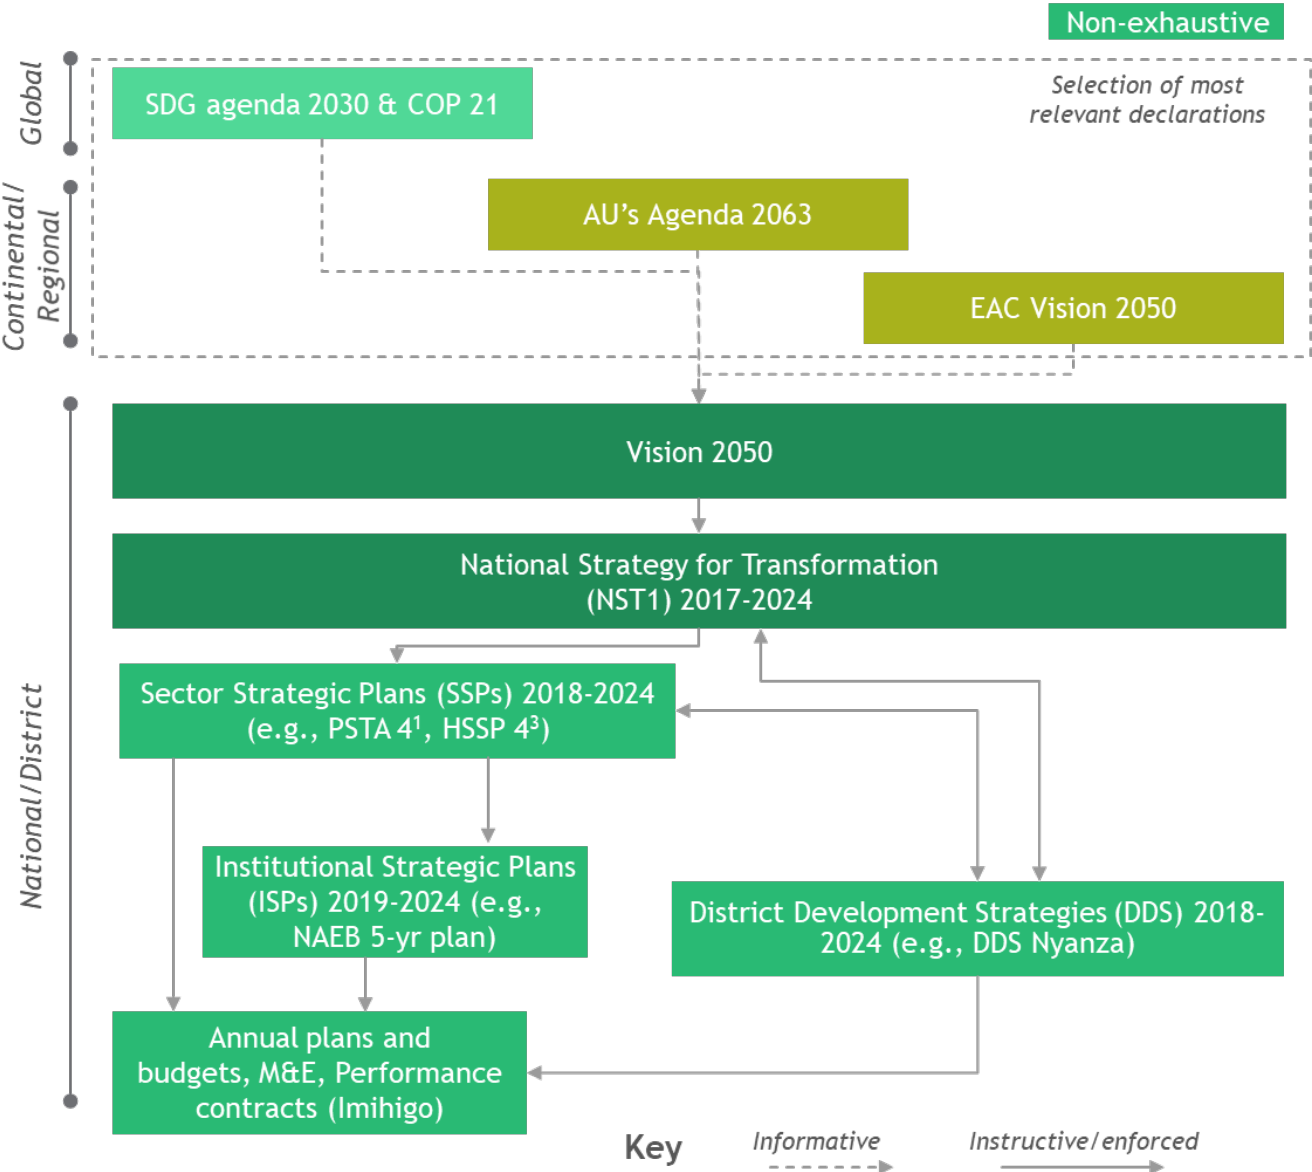 Non-exhaustive
Global
SDG agenda 2030 & COP 21
Selection of most
relevant declarations
Continental/
Regional
AU’s Agenda 2063
EAC Vision 2050
National/District
Vision 2050
National Strategy for Transformation
(NST1) 2017-2024
Sector Strategic Plans (SSPs) 2018-2024
(e.g., PSTA 4¹, HSSP 4³)
Institutional Strategic Plans
(ISPs) 2019-2024 (e.g.,
NAEB 5-yr plan)
District Development Strategies (DDS) 2018-
2024 (e.g., DDS Nyanza)
Annual plans and
budgets, M&E, Performance
contracts (Imihigo)
Key
Informative
Instructive/enforced